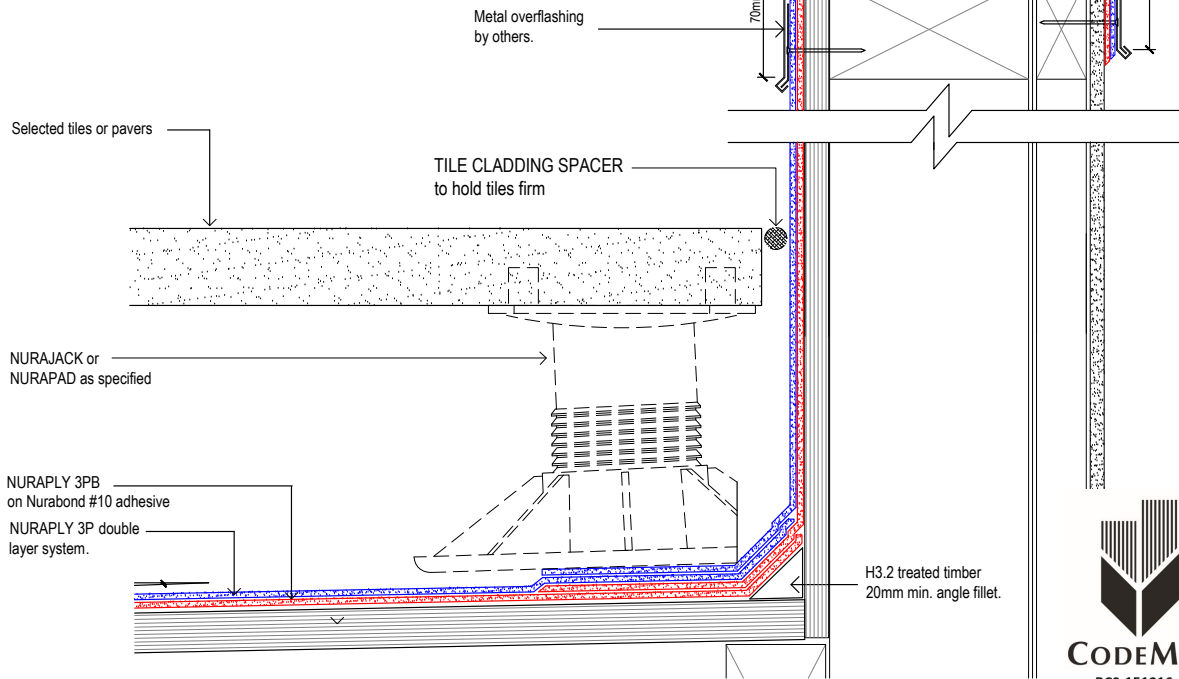 Metal overflashing
by others.
Selected tiles or pavers
TILE CLADDING SPACER
to hold tiles firm
NURAJACK or
NURAPAD as specified
NURAPLY 3PB
on Nurabond #10 adhesive
NURAPLY 3P double
layer system.
H3.2 treated timber
20mm min. angle fillet.